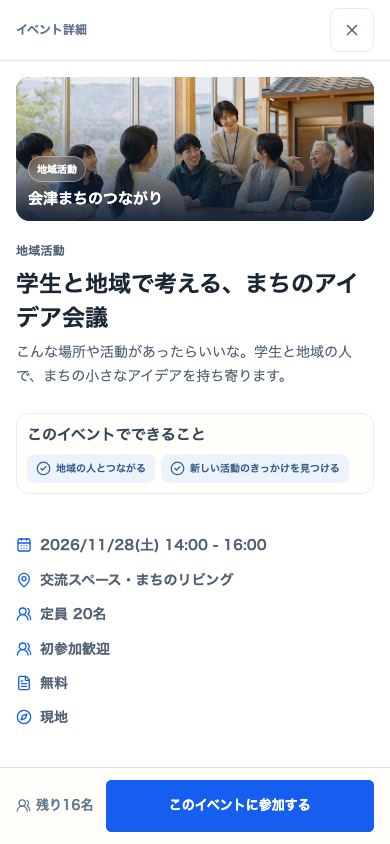 イベント詳細
地域活動
会津まちのつながり
地域活動
学生と地域で考える、まちのアイ
デア会議
こんな場所や活動があったらいいな。学生と地域の人
で、まちの小さなアイデアを持ち寄ります。
このイベントでできること
地域の人とつながる
新しい活動のきっかけを見つける
2026/11/28(土) 14:00 - 16:00
交流スペース・まちのリビング
定員 20名
初参加歓迎
無料
現地
残り16名
このイベントに参加する